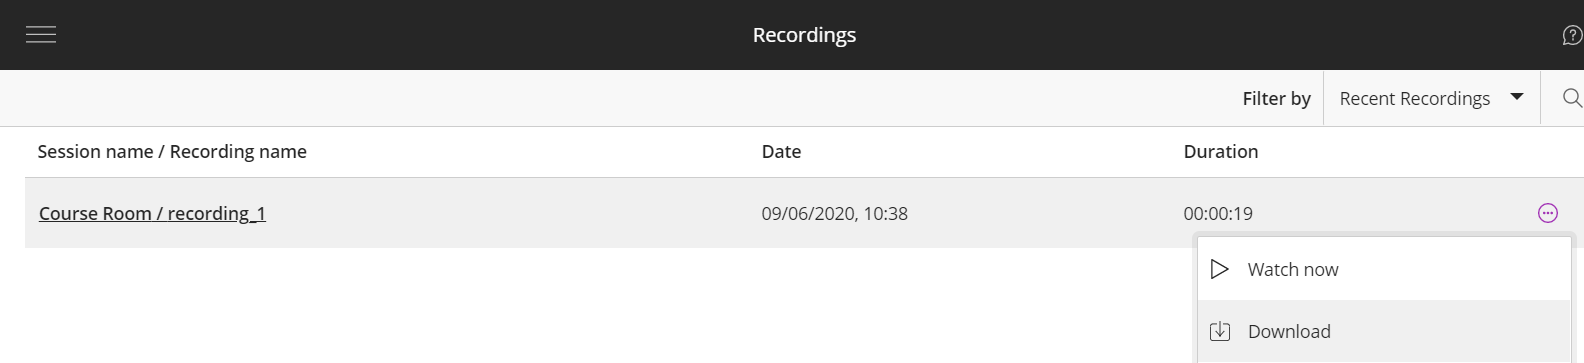 Recordings
Filter by Recent Recordings
Session name / Recording name Date Duration
Course Room / recording_1 09/06/2020, 10:38 00:00:19
Watch now
Download